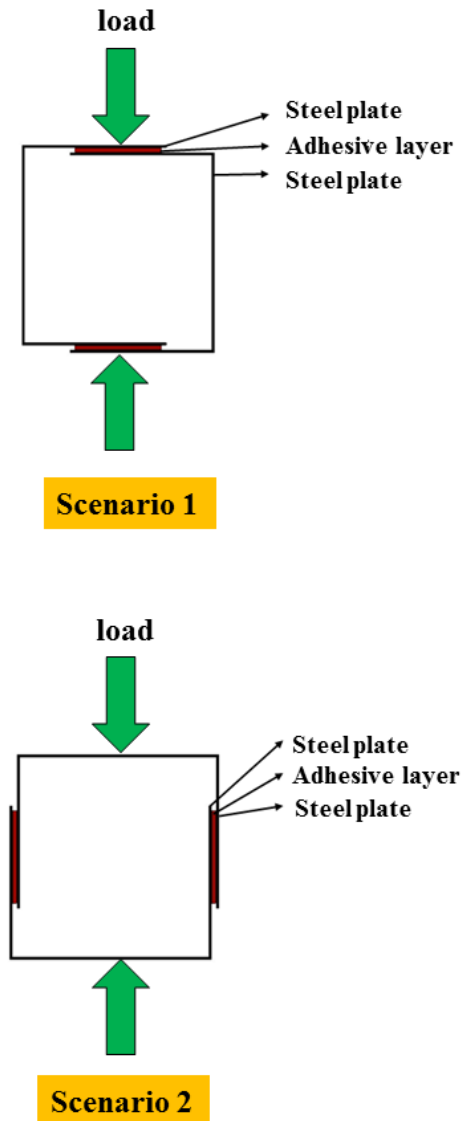 load
Steel plate
Adhesive layer
Steel plate
Scenario 1
load
Steel plate
Adhesive layer
Steel plate
Scenario 2